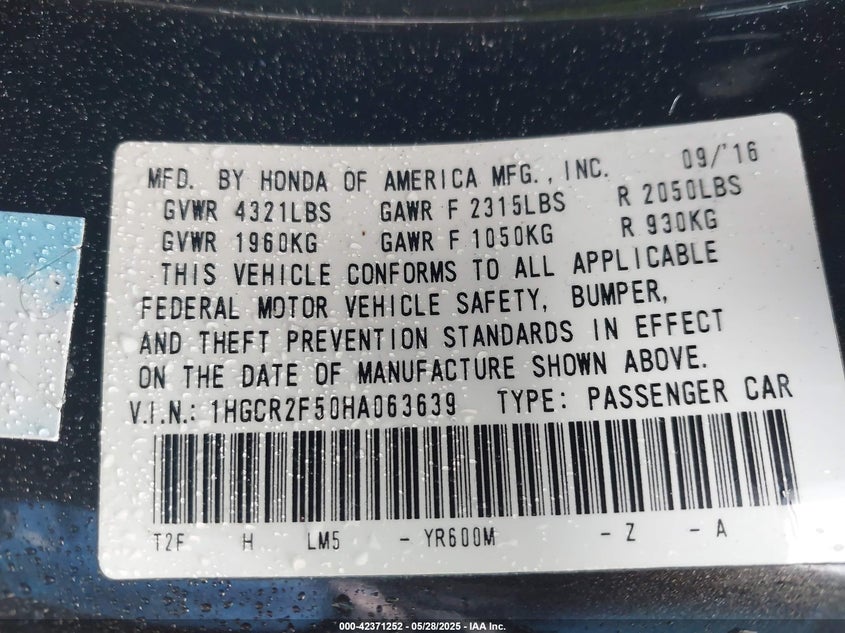 MFD. BY HONDA OF AMERICA MFG., INC. 09/'16
GVWR 4321LBS GAWR F 2315LBS R 2050LBS
GVWR 1960KG GAWR F 1050KG R 930KG
THIS VEHICLE CONFORMS TO ALL APPLICABLE
FEDERAL MOTOR VEHICLE SAFETY, BUMPER,
AND THEFT PREVENTION STANDARDS IN EFFECT
ON THE DATE OF MANUFACTURE SHOWN ABOVE.
V.I.N.: 1HGCR2F50HA063639 TYPE: PASSENGER CAR
T2F H LM5 - YR600M - Z - A
000-42371252 - 05/28/2025 - IAA Inc.